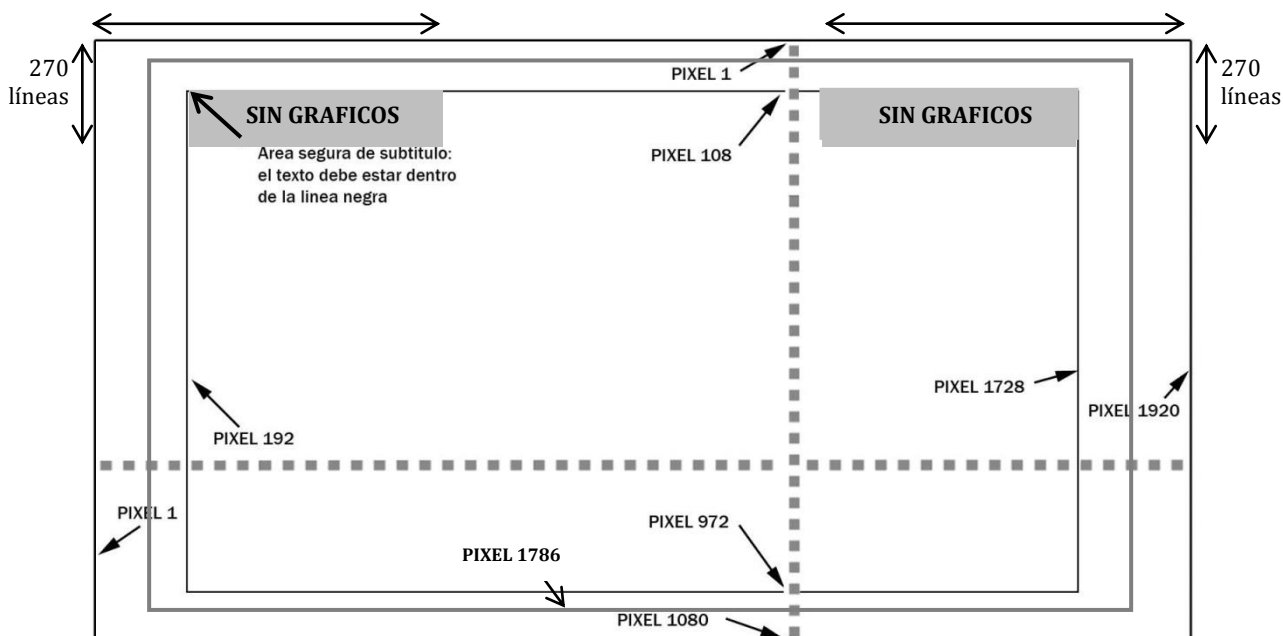 270
líneas
PIXEL 1
270
líneas
SIN GRAFICOS
SIN GRAFICOS
PIXEL 108
Area segura de subtitulo:
el texto debe estar dentro
de la linea negra
PIXEL 1728
PIXEL 1920
PIXEL 192
PIXEL 1
PIXEL 972
PIXEL 1786
PIXEL 1080